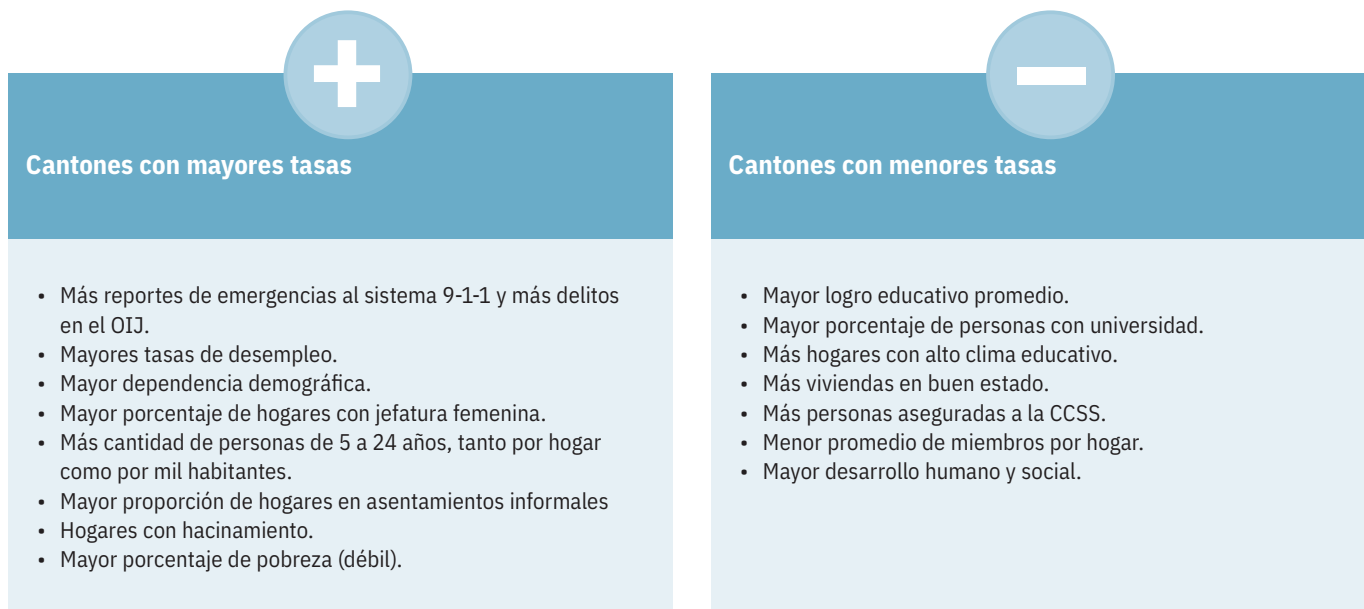 Cantones con mayores tasas
• Más reportes de emergencias al sistema 9-1-1 y más delitos
en el OIJ.
• Mayores tasas de desempleo.
• Mayor dependencia demográfica.
• Mayor porcentaje de hogares con jefatura femenina.
• Más cantidad de personas de 5 a 24 años, tanto por hogar
como por mil habitantes.
• Mayor proporción de hogares en asentamientos informales
• Hogares con hacinamiento.
• Mayor porcentaje de pobreza (débil).
Cantones con menores tasas
• Mayor logro educativo promedio.
• Mayor porcentaje de personas con universidad.
• Más hogares con alto clima educativo.
• Más viviendas en buen estado.
• Más personas aseguradas a la CCSS.
• Menor promedio de miembros por hogar.
• Mayor desarrollo humano y social.